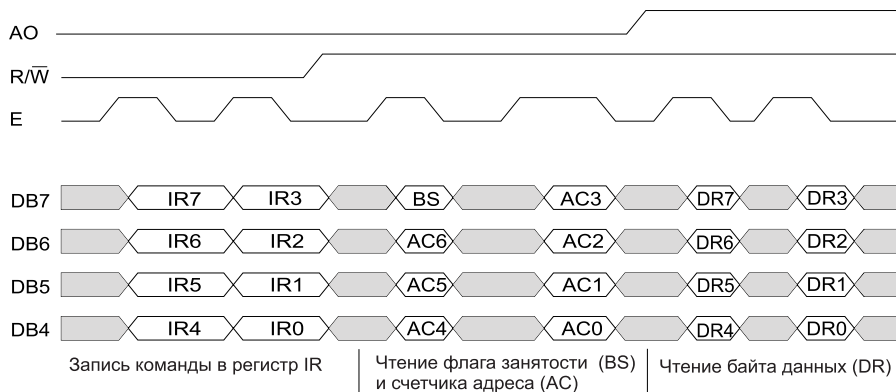 AO
R/W̅
E
DB7 IR7 IR3 BS AC3 DR7 DR3
DB6 IR6 IR2 AC6 AC2 DR6 DR2
DB5 IR5 IR1 AC5 AC1 DR5 DR1
DB4 IR4 IR0 AC4 AC0 DR4 DR0
Запись команды в регистр IR
Чтение флага занятости (BS)
и счетчика адреса (AC)
Чтение байта данных (DR)